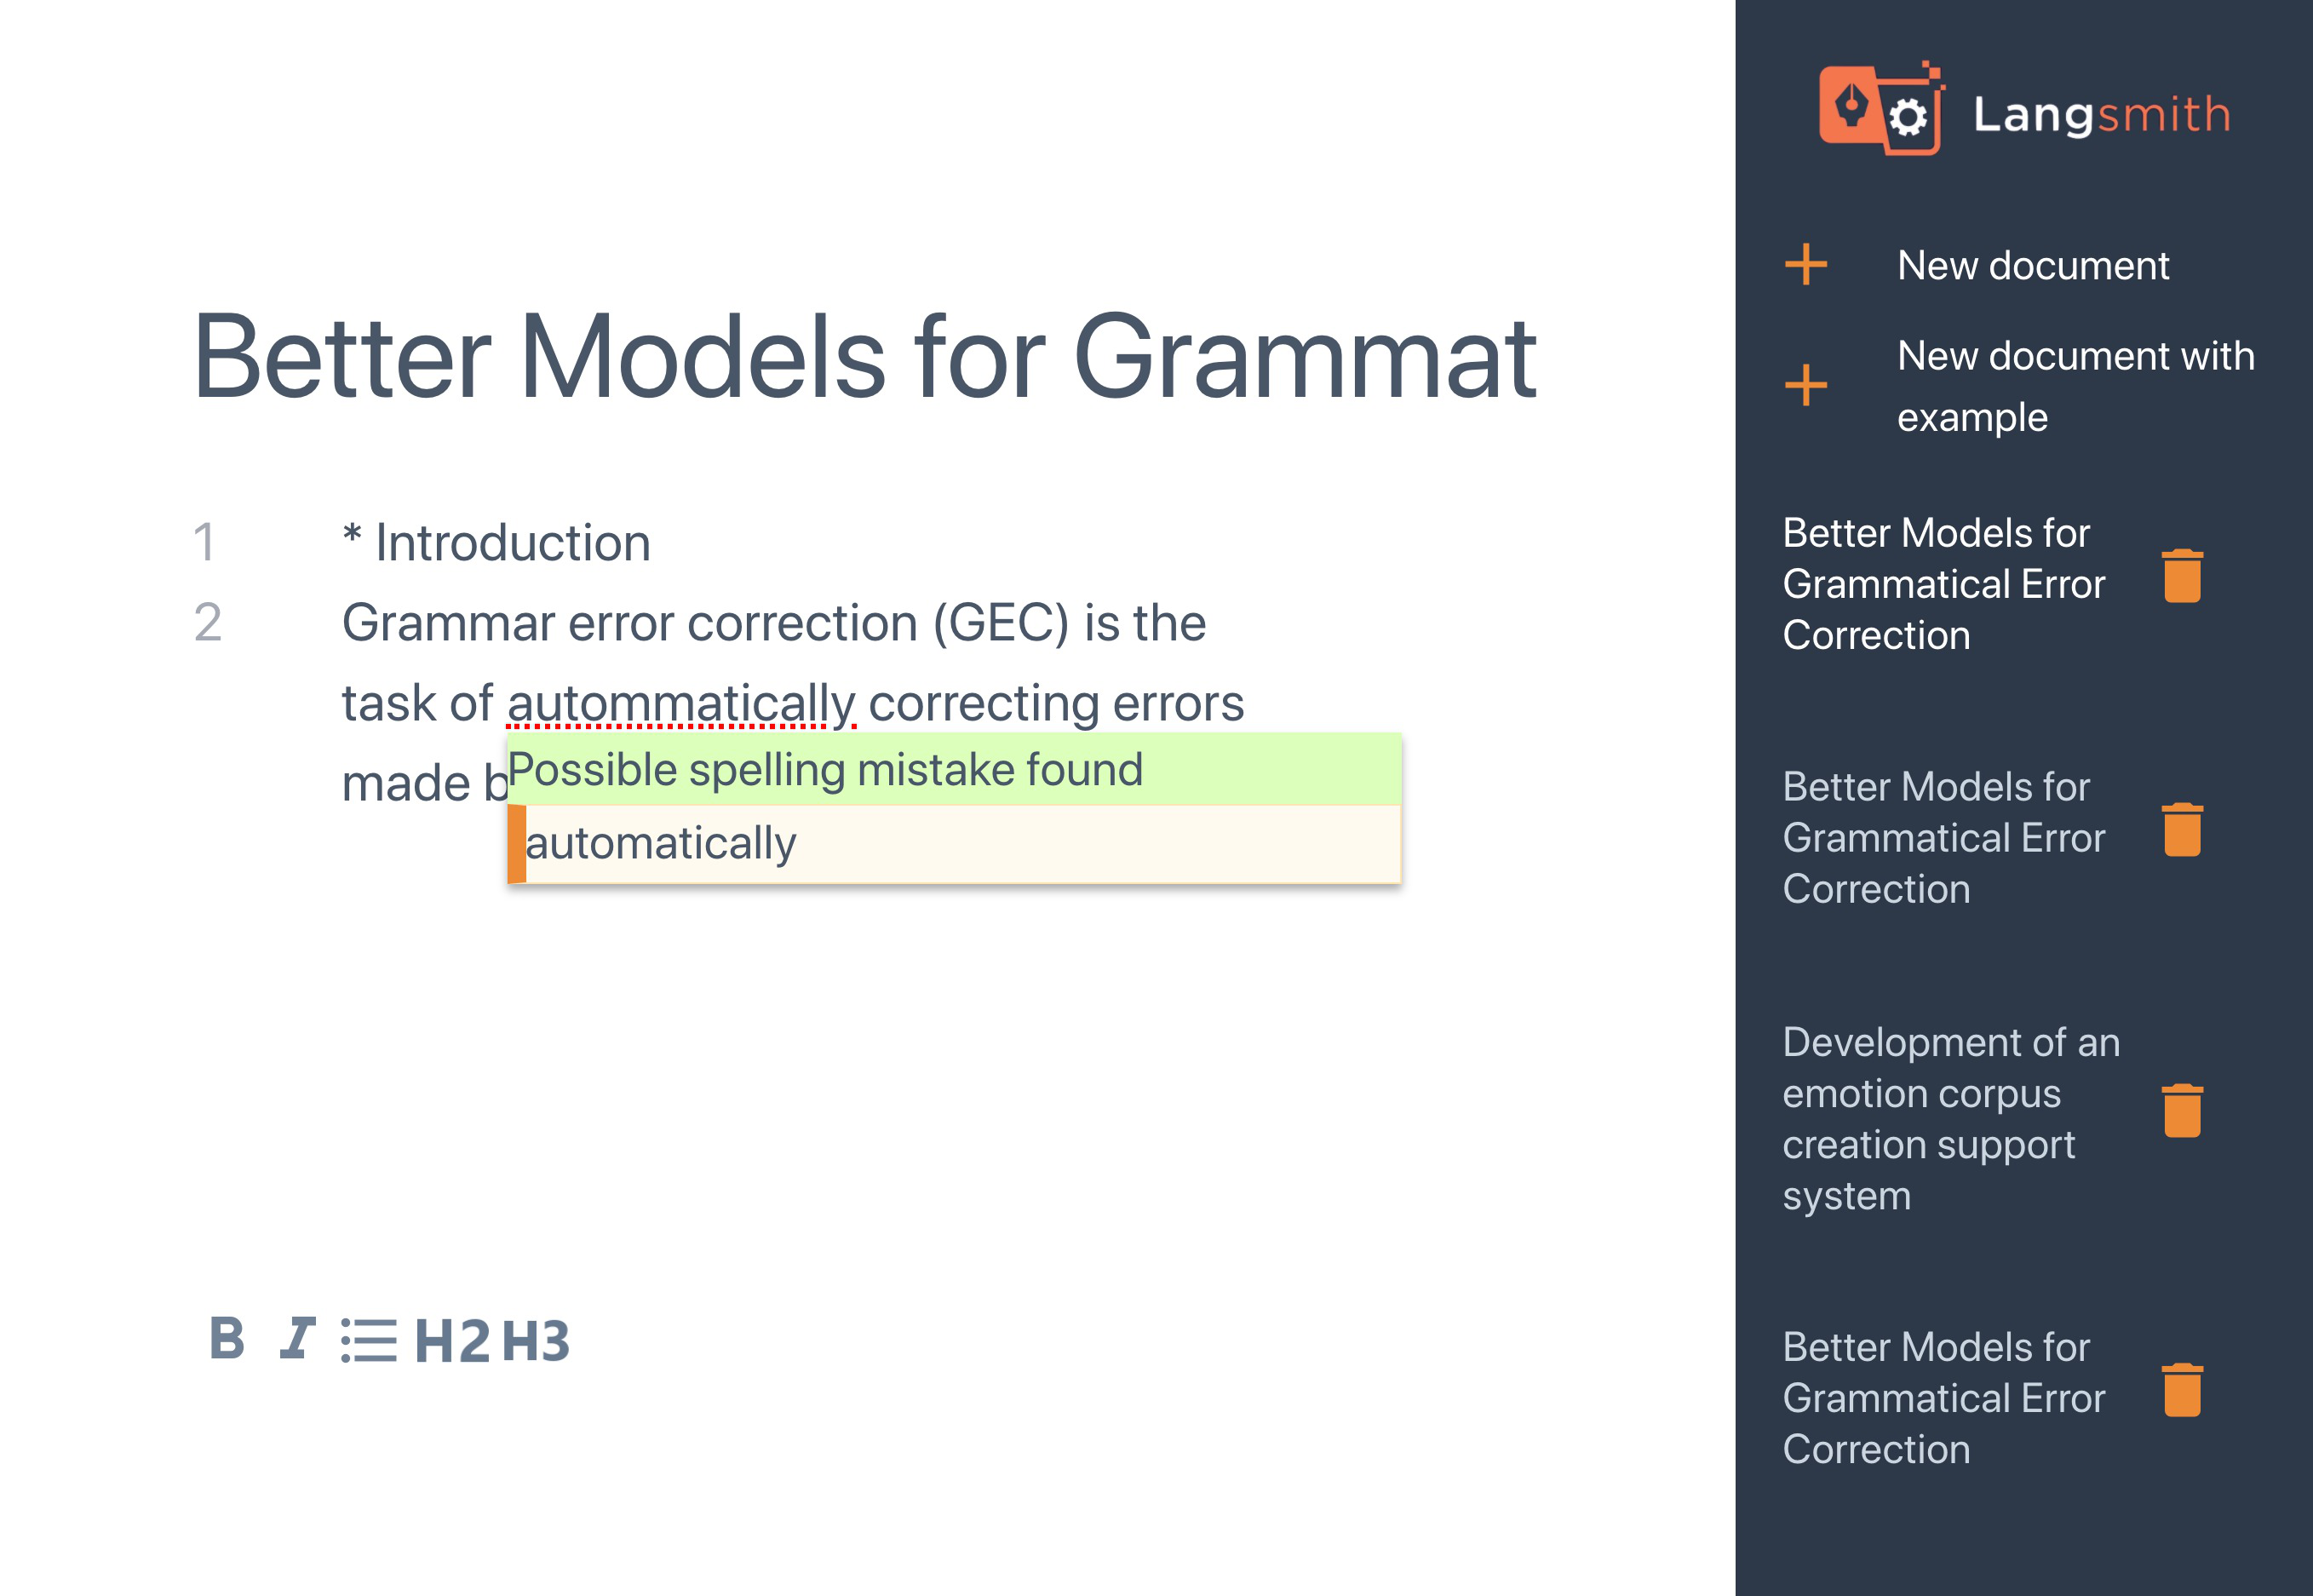 Better Models for Grammat
1 * Introduction
2 Grammar error correction (GEC) is the
task of autommatically correcting errors
made b
Possible spelling mistake found
automatically
B I H2 H3
Langsmith
New document
New document with
example
Better Models for
Grammatical Error
Correction
Better Models for
Grammatical Error
Correction
Development of an
emotion corpus
creation support
system
Better Models for
Grammatical Error
Correction